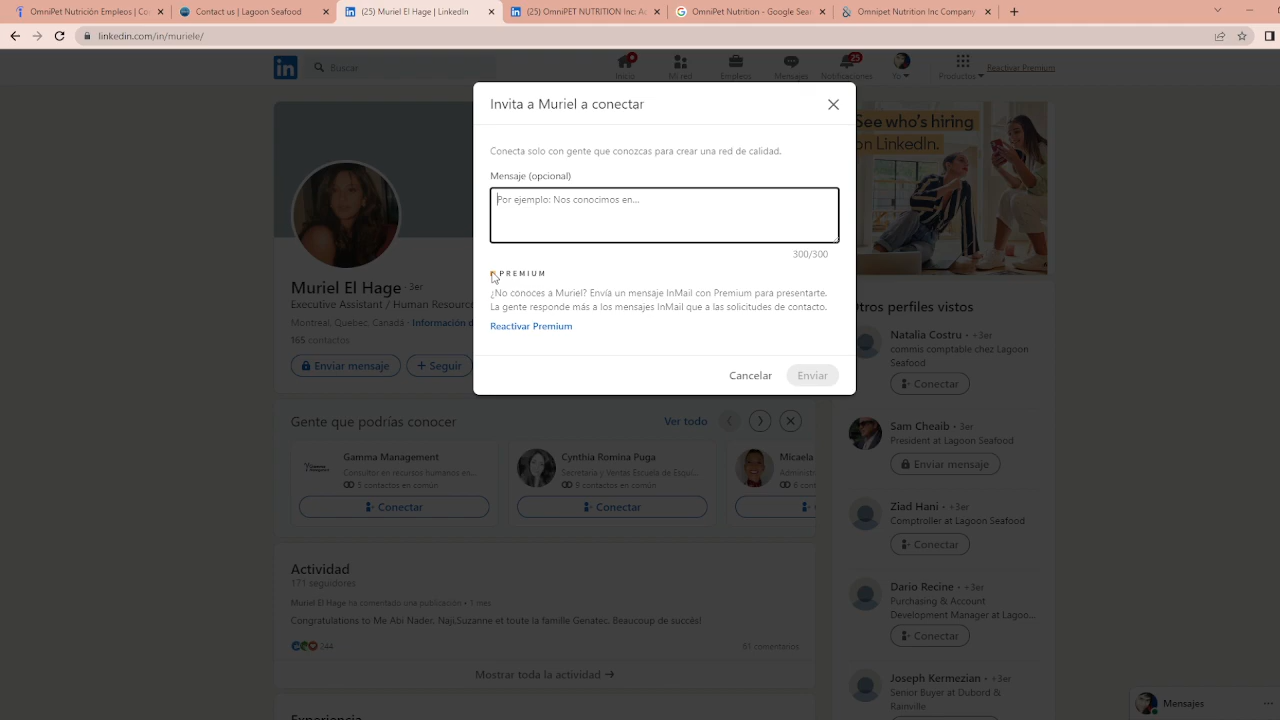 OmniPet Nutrición Empleos | Co
Contact us | Lagoon Seafood
(25) Muriel El Hage | LinkedIn
(25) OmniPET NUTRITION Inc: Ac
OmniPET NUTRITION - Google Sea
Omnipet Nutrition Inc Company
linkedin.com/in/muriele/
in
Buscar
Inicio
Mi red
Empleos
Mensajes
25
Notificaciones
Yo
Productos
Reactivar Premium
Invita a Muriel a conectar
Conecta solo con gente que conozcas para crear una red de calidad.
Mensaje (opcional)
Por ejemplo: Nos conocimos en...
300/300
PREMIUM
¿No conoces a Muriel? Envía un mensaje InMail con Premium para presentarte.
La gente responde más a los mensajes InMail que a las solicitudes de contacto.
Reactivar Premium
Cancelar
Enviar
See who's hiring
on LinkedIn.
Muriel El Hage · 3er
Executive Assistant / Human Resource
Montreal, Quebec, Canadá · Información d
165 contactos
Enviar mensaje
+ Seguir
Gente que podrías conocer
Ver todo
Gamma Management
Consultor en recursos humanos en...
5 contactos en común
Conectar
Cynthia Romina Puga
Secretaria y Ventas Escuela de Esquí...
9 contactos en común
Conectar
Micaela
Administ
6 cont
Actividad
171 seguidores
Muriel El Hage ha comentado una publicación • 1 mes
Congratulations to Me Abi Nader, Naji,Suzanne et toute la famille Genatec. Beaucoup de succès!
244
61 comentarios
Mostrar toda la actividad →
Experiencia
Otros perfiles vistos
Natalia Costru · +3er
commis comptable chez Lagoon
Seafood
Conectar
Sam Cheaib · 3er
President at Lagoon Seafood
Enviar mensaje
Ziad Hani · +3er
Comptroller at Lagoon Seafood
Conectar
Dario Recine · +3er
Purchasing & Account
Development Manager at Lagoo...
Conectar
Joseph Kermezian · +3er
Senior Buyer at Dubord &
Rainville
Mensajes